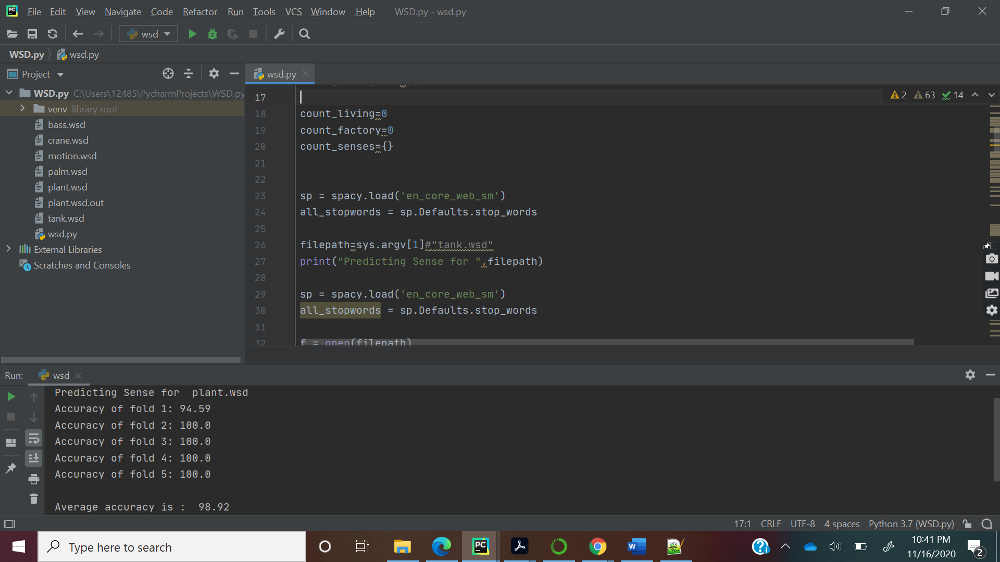 PC File Edit View Navigate Code Refactor Run Tools VCS Window Help WSD.py - wsd.py
wsd
WSD.py wsd.py
Project
wsd.py
WSD.py C:\Users\12485\PycharmProjects\WSD.py
venv library root
bass.wsd
crane.wsd
motion.wsd
palm.wsd
plant.wsd
plant.wsd.out
tank.wsd
wsd.py
External Libraries
Scratches and Consoles
2 63 14
17
18 count_living=0
19 count_factory=0
20 count_senses={}
21
22
23 sp = spacy.load('en_core_web_sm')
24 all_stopwords = sp.Defaults.stop_words
25
26 filepath=sys.argv[1]#"tank.wsd"
27 print("Predicting Sense for ",filepath)
28
29 sp = spacy.load('en_core_web_sm')
30 all_stopwords = sp.Defaults.stop_words
31
32 f = open(filepath)
Run: wsd
Predicting Sense for  plant.wsd
Accuracy of fold 1: 94.59
Accuracy of fold 2: 100.0
Accuracy of fold 3: 100.0
Accuracy of fold 4: 100.0
Accuracy of fold 5: 100.0
Average accuracy is :  98.92
17:1 CRLF UTF-8 4 spaces Python 3.7 (WSD.py)
Type here to search
PC
W
10:41 PM
11/16/2020
2